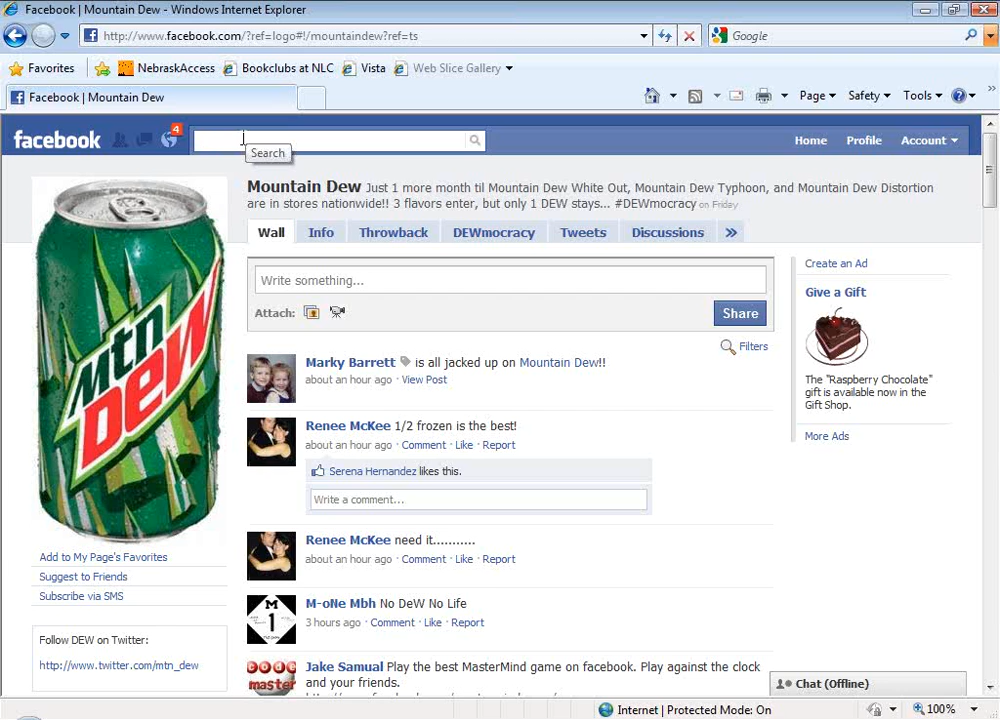 Facebook | Mountain Dew - Windows Internet Explorer
http://www.facebook.com/?ref=logo#!/mountaindew?ref=ts
Google
Favorites
NebraskAccess
Bookclubs at NLC
Vista
Web Slice Gallery
Facebook | Mountain Dew
Page
Safety
Tools
facebook
4
Home
Profile
Account
Search
Mountain Dew Just 1 more month til Mountain Dew White Out, Mountain Dew Typhoon, and Mountain Dew Distortion
are in stores nationwide!! 3 flavors enter, but only 1 DEW stays... #DEWmocracy on Friday
Wall
Info
Throwback
DEWmocracy
Tweets
Discussions
»
Write something...
Attach:
Share
Filters
Marky Barrett is all jacked up on Mountain Dew!!
about an hour ago · View Post
Renee McKee 1/2 frozen is the best!
about an hour ago · Comment · Like · Report
Serena Hernandez likes this.
Write a comment...
Renee McKee need it...........
about an hour ago · Comment · Like · Report
M
1
M-oNe Mbh No DeW No Life
3 hours ago · Comment · Like · Report
code
master
Jake Samual Play the best MasterMind game on facebook. Play against the clock
and your friends.
mtn
DEW
Add to My Page's Favorites
Suggest to Friends
Subscribe via SMS
Follow DEW on Twitter:
http://www.twitter.com/mtn_dew
Create an Ad
Give a Gift
The "Raspberry Chocolate"
gift is available now in the
Gift Shop.
More Ads
Chat (Offline)
Internet | Protected Mode: On
100%